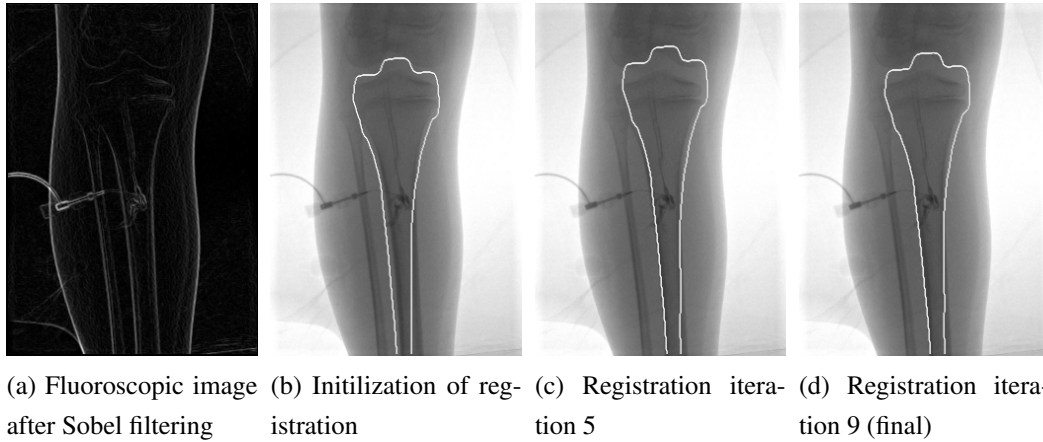 (a) Fluoroscopic image
after Sobel filtering
(b) Initilization of reg-
istration
(c) Registration itera-
tion 5
(d) Registration itera-
tion 9 (final)